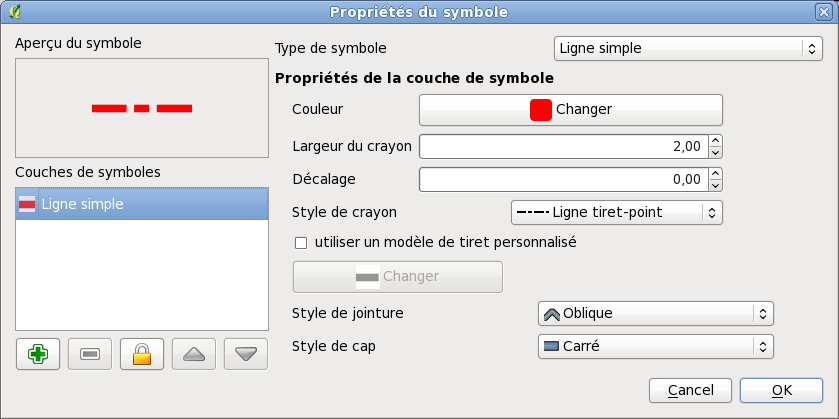 Propriétés du symbole
Aperçu du symbole
Type de symbole
Ligne simple
Propriétés de la couche de symbole
Couleur
Changer
Largeur du crayon
2,00
Couches de symboles
Décalage
0,00
Ligne simple
Style de crayon
Ligne tiret-point
utiliser un modèle de tiret personnalisé
Changer
Style de jointure
Oblique
Style de cap
Carré
Cancel
OK